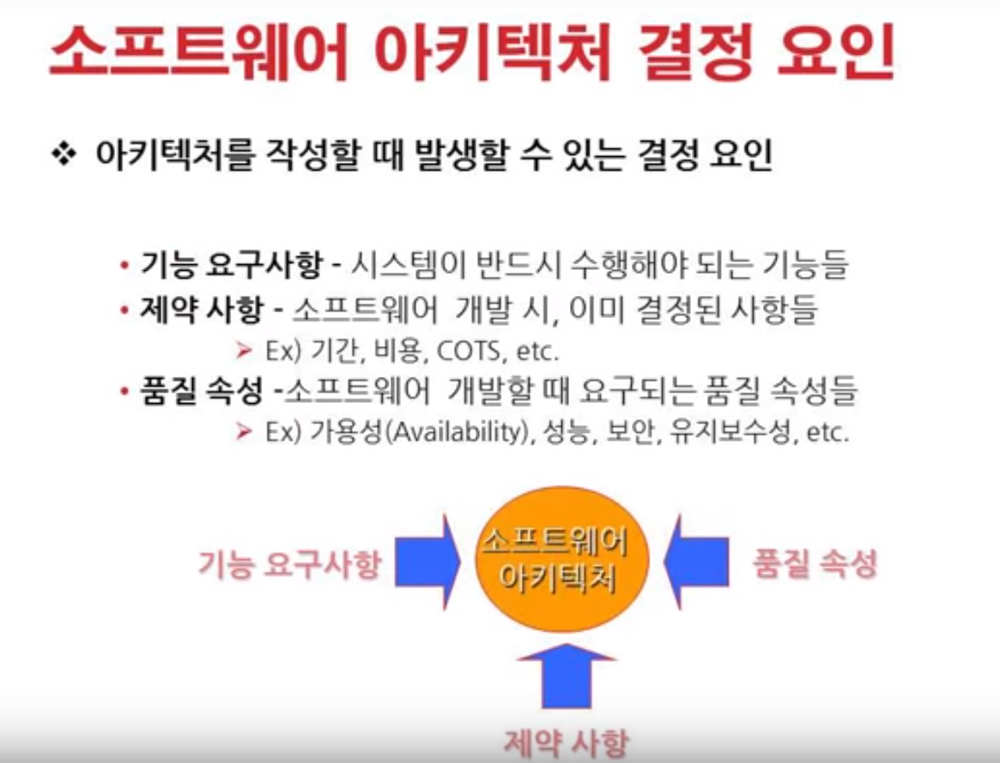 소프트웨어 아키텍처 결정 요인
❖ 아키텍처를 작성할 때 발생할 수 있는 결정 요인
• 기능 요구사항 - 시스템이 반드시 수행해야 되는 기능들
• 제약 사항 - 소프트웨어 개발 시, 이미 결정된 사항들
➢ Ex) 기간, 비용, COTS, etc.
• 품질 속성 -소프트웨어 개발할 때 요구되는 품질 속성들
➢ Ex) 가용성(Availability), 성능, 보안, 유지보수성, etc.
소프트웨어
아키텍처
기능 요구사항
품질 속성
제약 사항